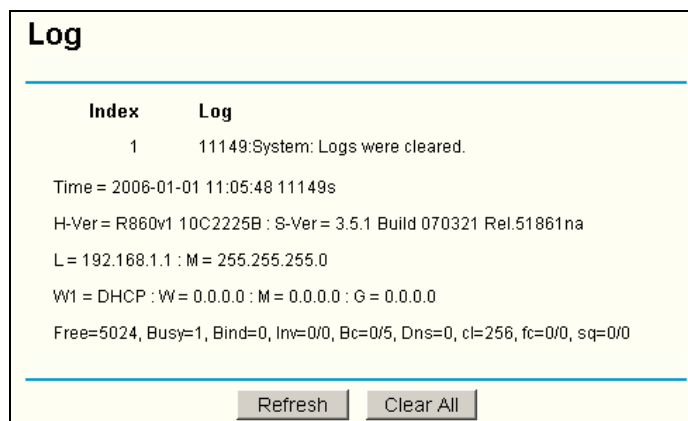 Log
Index Log
1 11149:System: Logs were cleared.
Time = 2006-01-01 11:05:48 11149s
H-Ver = R860v1 10C2225B : S-Ver = 3.5.1 Build 070321 Rel.51861na
L = 192.168.1.1 : M = 255.255.255.0
W1 = DHCP : W = 0.0.0.0 : M = 0.0.0.0 : G = 0.0.0.0
Free=5024, Busy=1, Bind=0, Inv=0/0, Bc=0/5, Dns=0, cl=256, fc=0/0, sq=0/0
Refresh Clear All